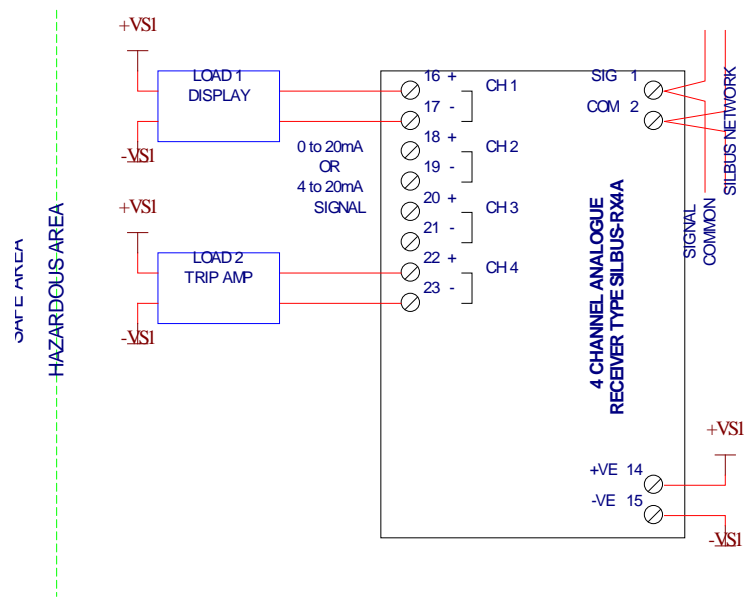 +VS1
LOAD 1
DISPLAY
-VS1
+VS1
LOAD 2
TRIP AMP
-VS1
SAFE AREA
HAZARDOUS AREA
0 to 20mA
OR
4 to 20mA
SIGNAL
16 +
17 -
CH 1
18 +
19 -
CH 2
20 +
21 -
CH 3
22 +
23 -
CH 4
SIG 1
COM 2
4 CHANNEL ANALOGUE
RECEIVER TYPE SILBUS-RX4A
SIGNAL
COMMON
SILBUS NETWORK
+VE 14
-VE 15
+VS1
-VS1